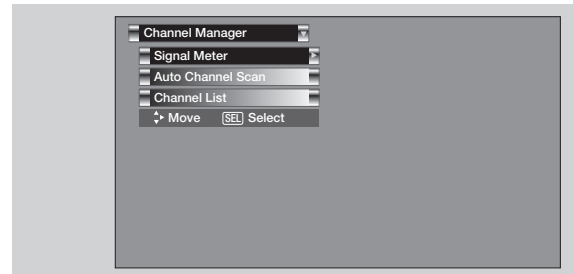 Channel Manager
Signal Meter
Auto Channel Scan
Channel List
Move SEL Select